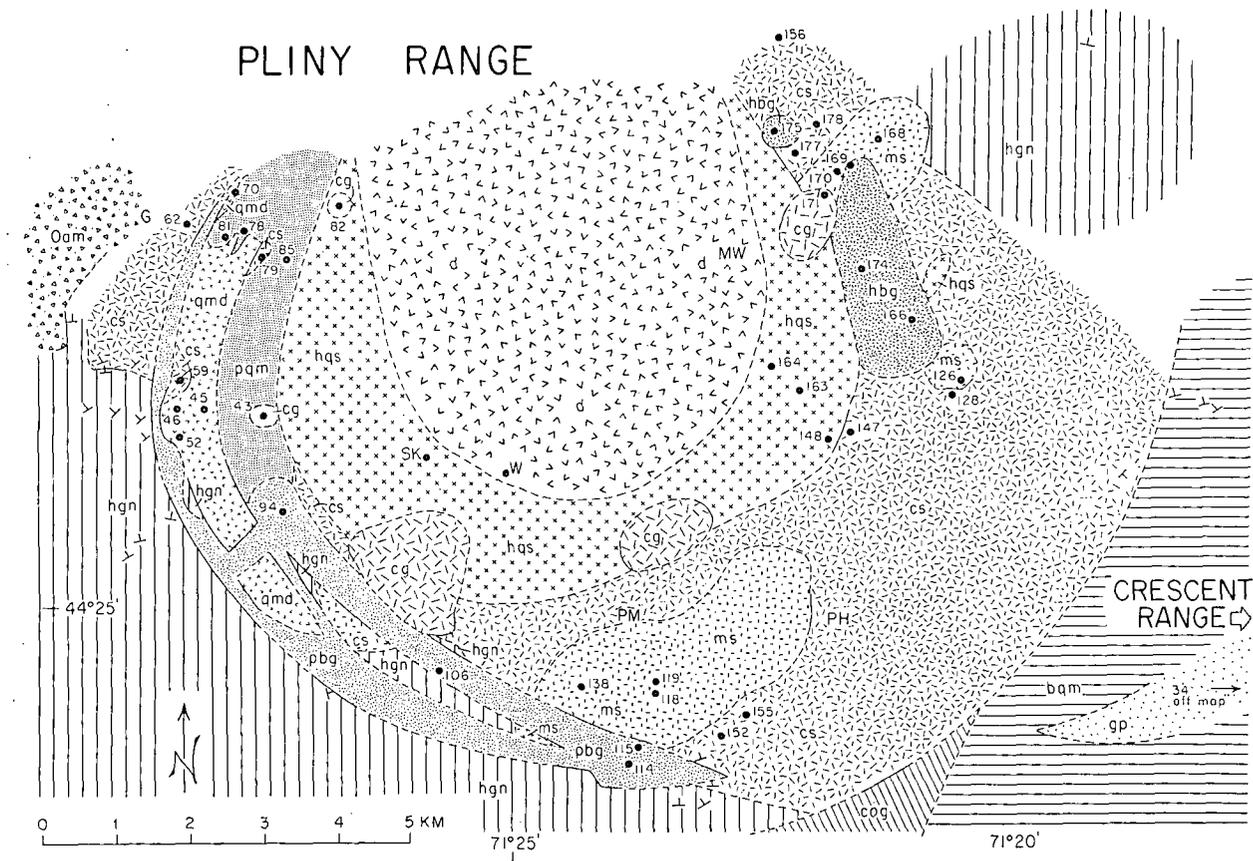 PLINY RANGE
156
cs
hbg
175
178
168
177
ms
169
170
171
hgn
cg
70
qmd
82
G
62
81
78
cs
85
79
Oam
d
d
MW
cg
174
hbg
hqs
qmd
hqs
166
cs
cs
59
pqm
hqs
164
ms
126
45
163
128
46
43
cg
d
52
148
147
SK
W
hgn
hgn
94
cs
cs
hqs
cg
hgn
cg
44°25'
qmd
PM
PH
CRESCENT
RANGE
ms
cs
pbg
hgn
hgn
106
138
119
118
ms
bqm
34
off map
gp
155
N
ms
pbg
115
114
152
cs
hgn
cog
0 1 2 3 4 5 KM
71°25'
71°20'